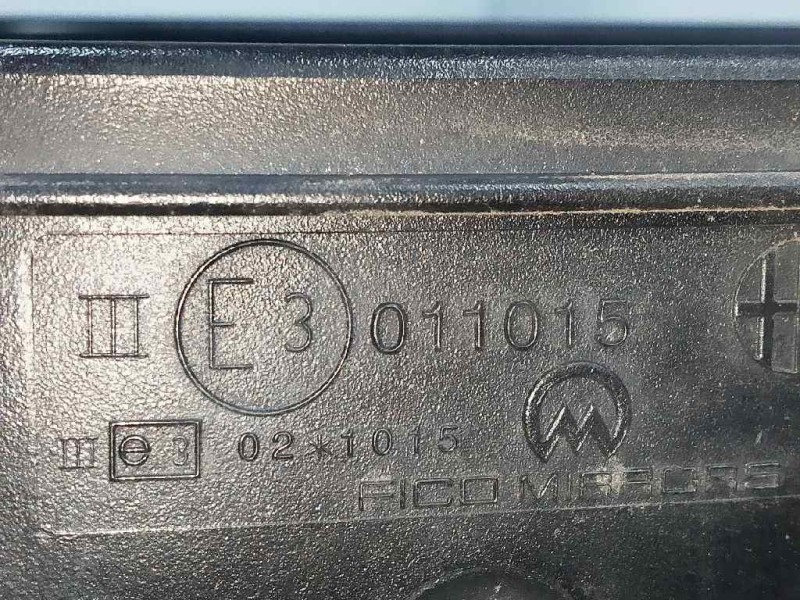 III E 3 011015
III e 3 02*1015
FICO MIRRORS